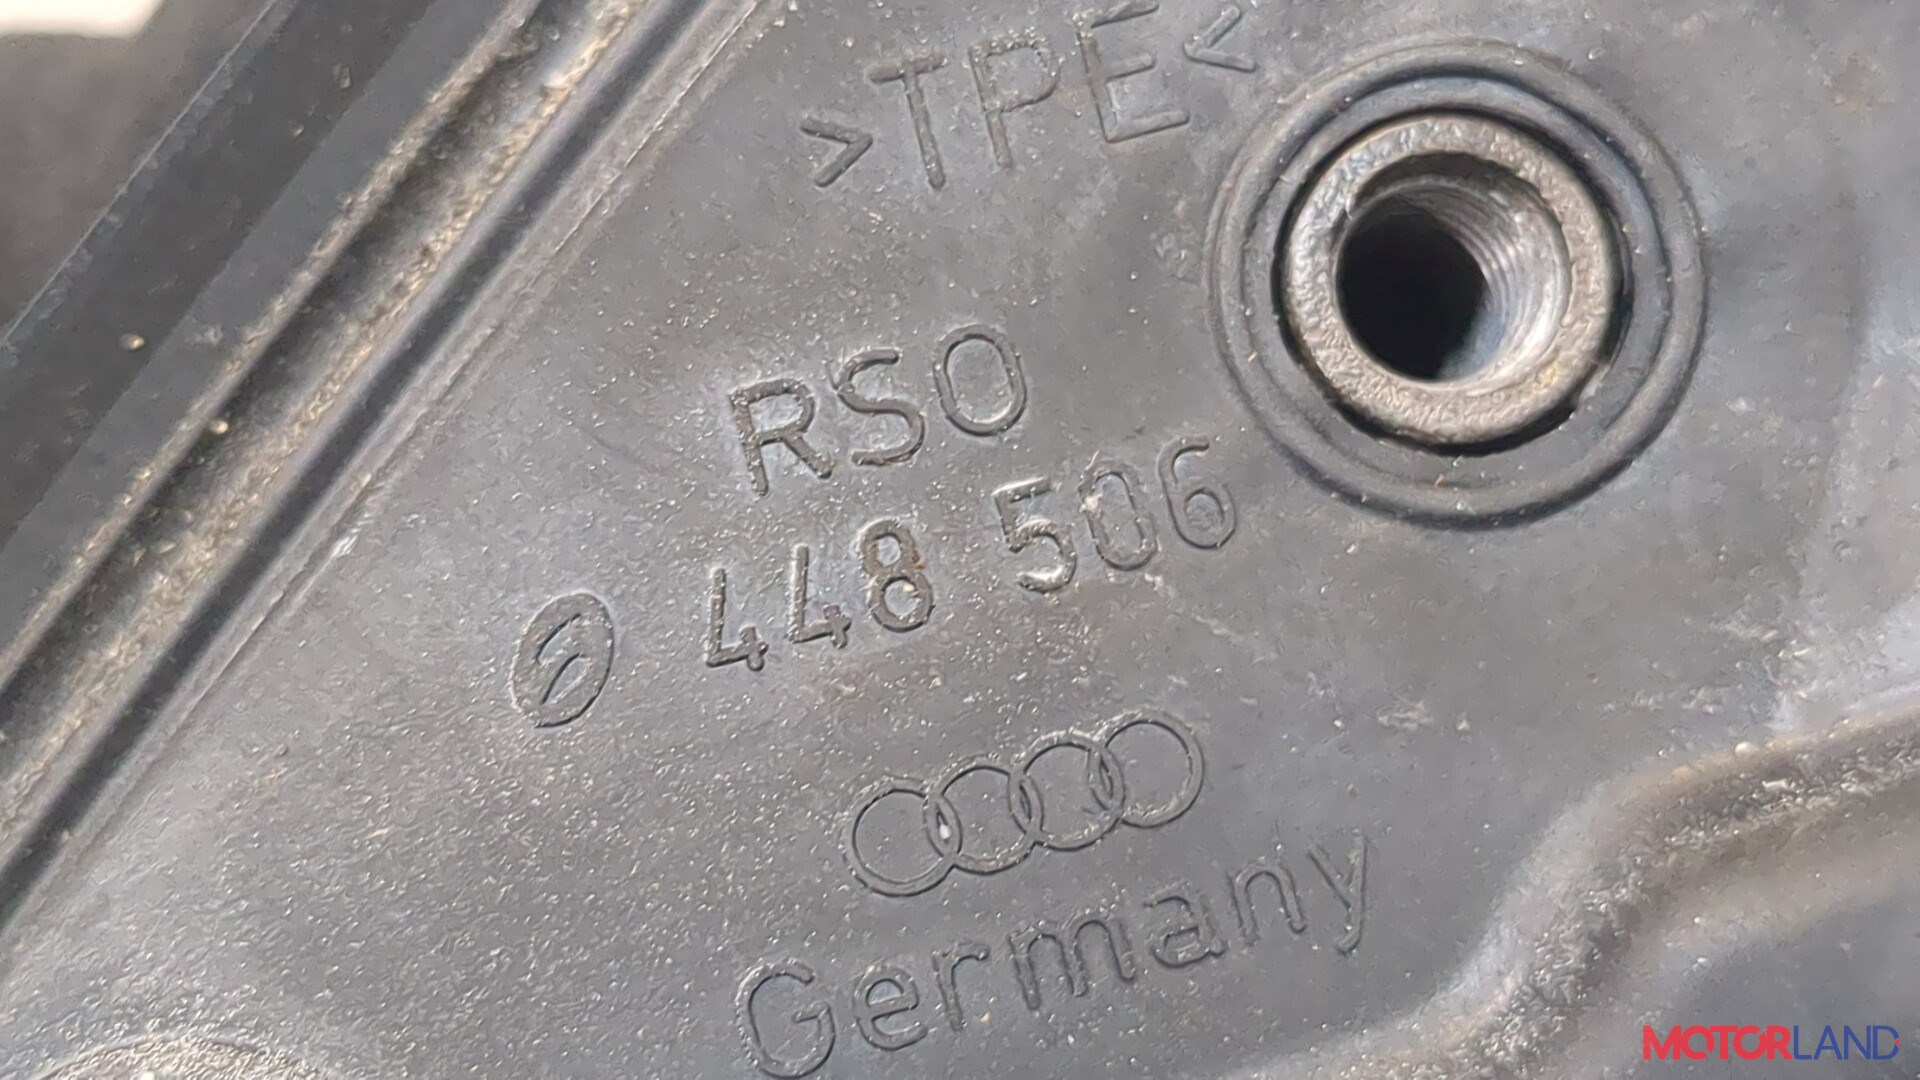 >TPE<
RSO
448 506
Germany
MOTORLAND